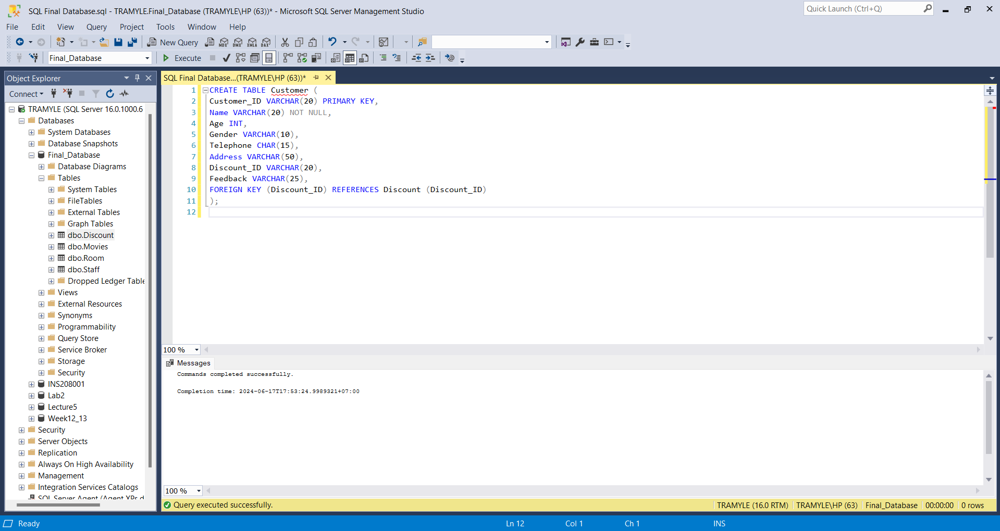 SQL Final Database.sql - TRAMYLE.Final_Database (TRAMYLE\HP (63))* - Microsoft SQL Server Management Studio
Quick Launch (Ctrl+Q)
File Edit View Query Project Tools Window Help
New Query MDX DMX XMLA DAX
Final_Database Execute
Object Explorer
SQL Final Database...(TRAMYLE\HP (63))*
Connect
TRAMYLE (SQL Server 16.0.1000.6
Databases
System Databases
Database Snapshots
Final_Database
Database Diagrams
Tables
System Tables
FileTables
External Tables
Graph Tables
dbo.Discount
dbo.Movies
dbo.Room
dbo.Staff
Dropped Ledger Table
Views
External Resources
Synonyms
Programmability
Query Store
Service Broker
Storage
Security
INS208001
Lab2
Lecture5
Week12_13
Security
Server Objects
Replication
Always On High Availability
Management
Integration Services Catalogs
SQL Server Agent (Agent XPs d
1 CREATE TABLE Customer (
2 Customer_ID VARCHAR(20) PRIMARY KEY,
3 Name VARCHAR(20) NOT NULL,
4 Age INT,
5 Gender VARCHAR(10),
6 Telephone CHAR(15),
7 Address VARCHAR(50),
8 Discount_ID VARCHAR(20),
9 Feedback VARCHAR(25),
10 FOREIGN KEY (Discount_ID) REFERENCES Discount (Discount_ID)
11 );
12
100 %
Messages
Commands completed successfully.
Completion time: 2024-06-17T17:53:24.9989321+07:00
100 %
Query executed successfully. TRAMYLE (16.0 RTM) TRAMYLE\HP (63) Final_Database 00:00:00 0 rows
Ready Ln 12 Col 1 Ch 1 INS